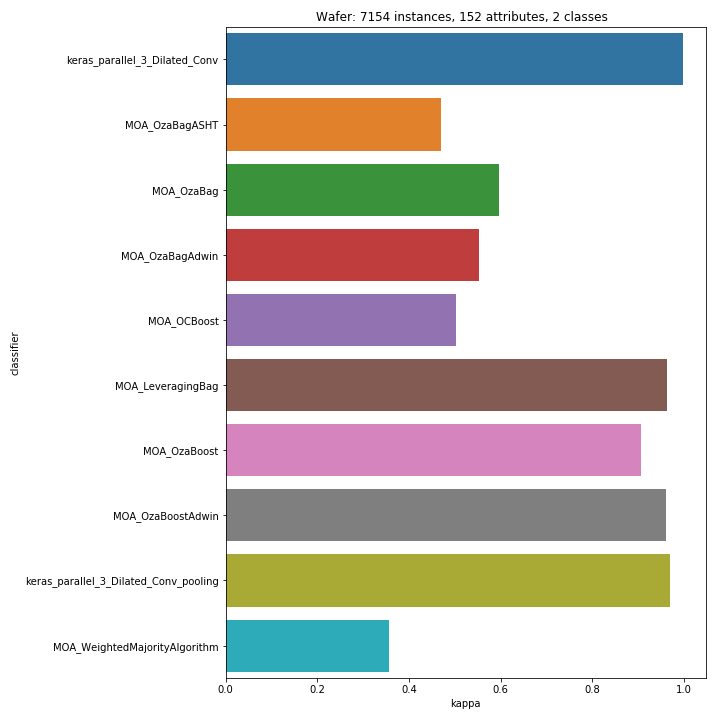 Wafer: 7154 instances, 152 attributes, 2 classes
classifier
keras_parallel_3_Dilated_Conv
MOA_OzaBagASHT
MOA_OzaBag
MOA_OzaBagAdwin
MOA_OCBoost
MOA_LeveragingBag
MOA_OzaBoost
MOA_OzaBoostAdwin
keras_parallel_3_Dilated_Conv_pooling
MOA_WeightedMajorityAlgorithm
0.0 0.2 0.4 0.6 0.8 1.0
kappa